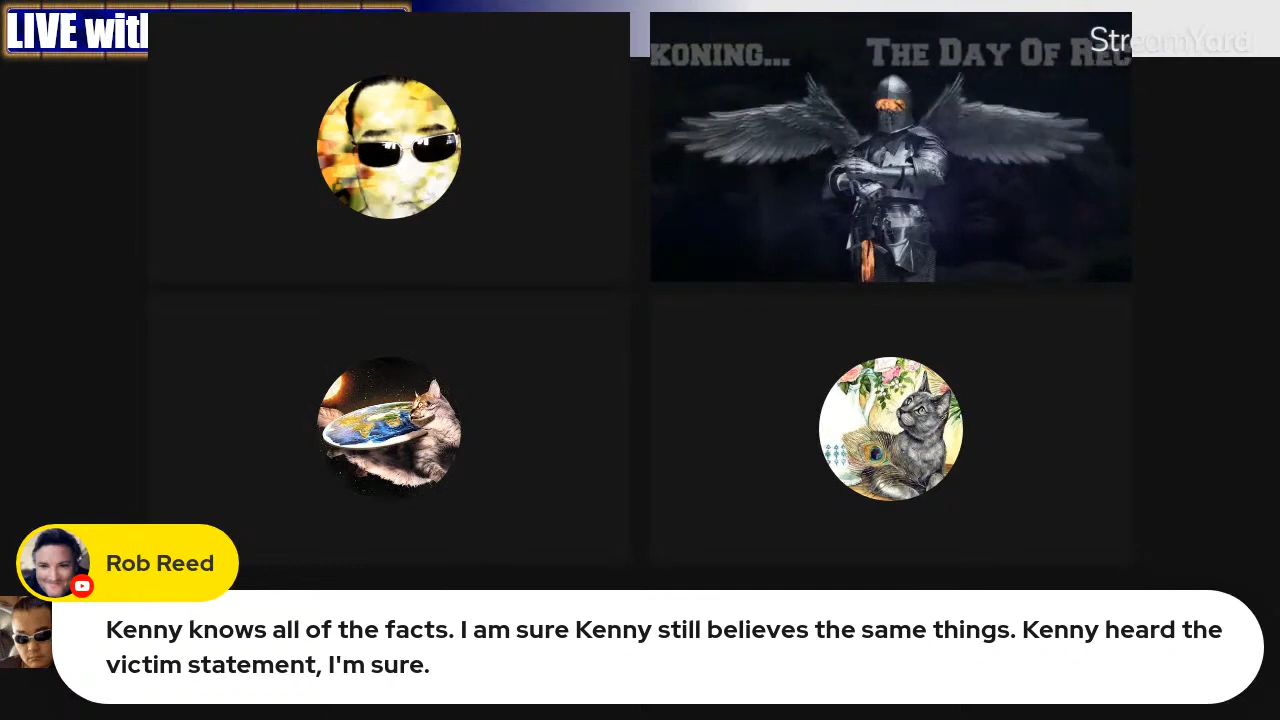 LIVE with
KONING... THE DAY OF REC
StreamYard
Rob Reed
Kenny knows all of the facts. I am sure Kenny still believes the same things. Kenny heard the
victim statement, I'm sure.